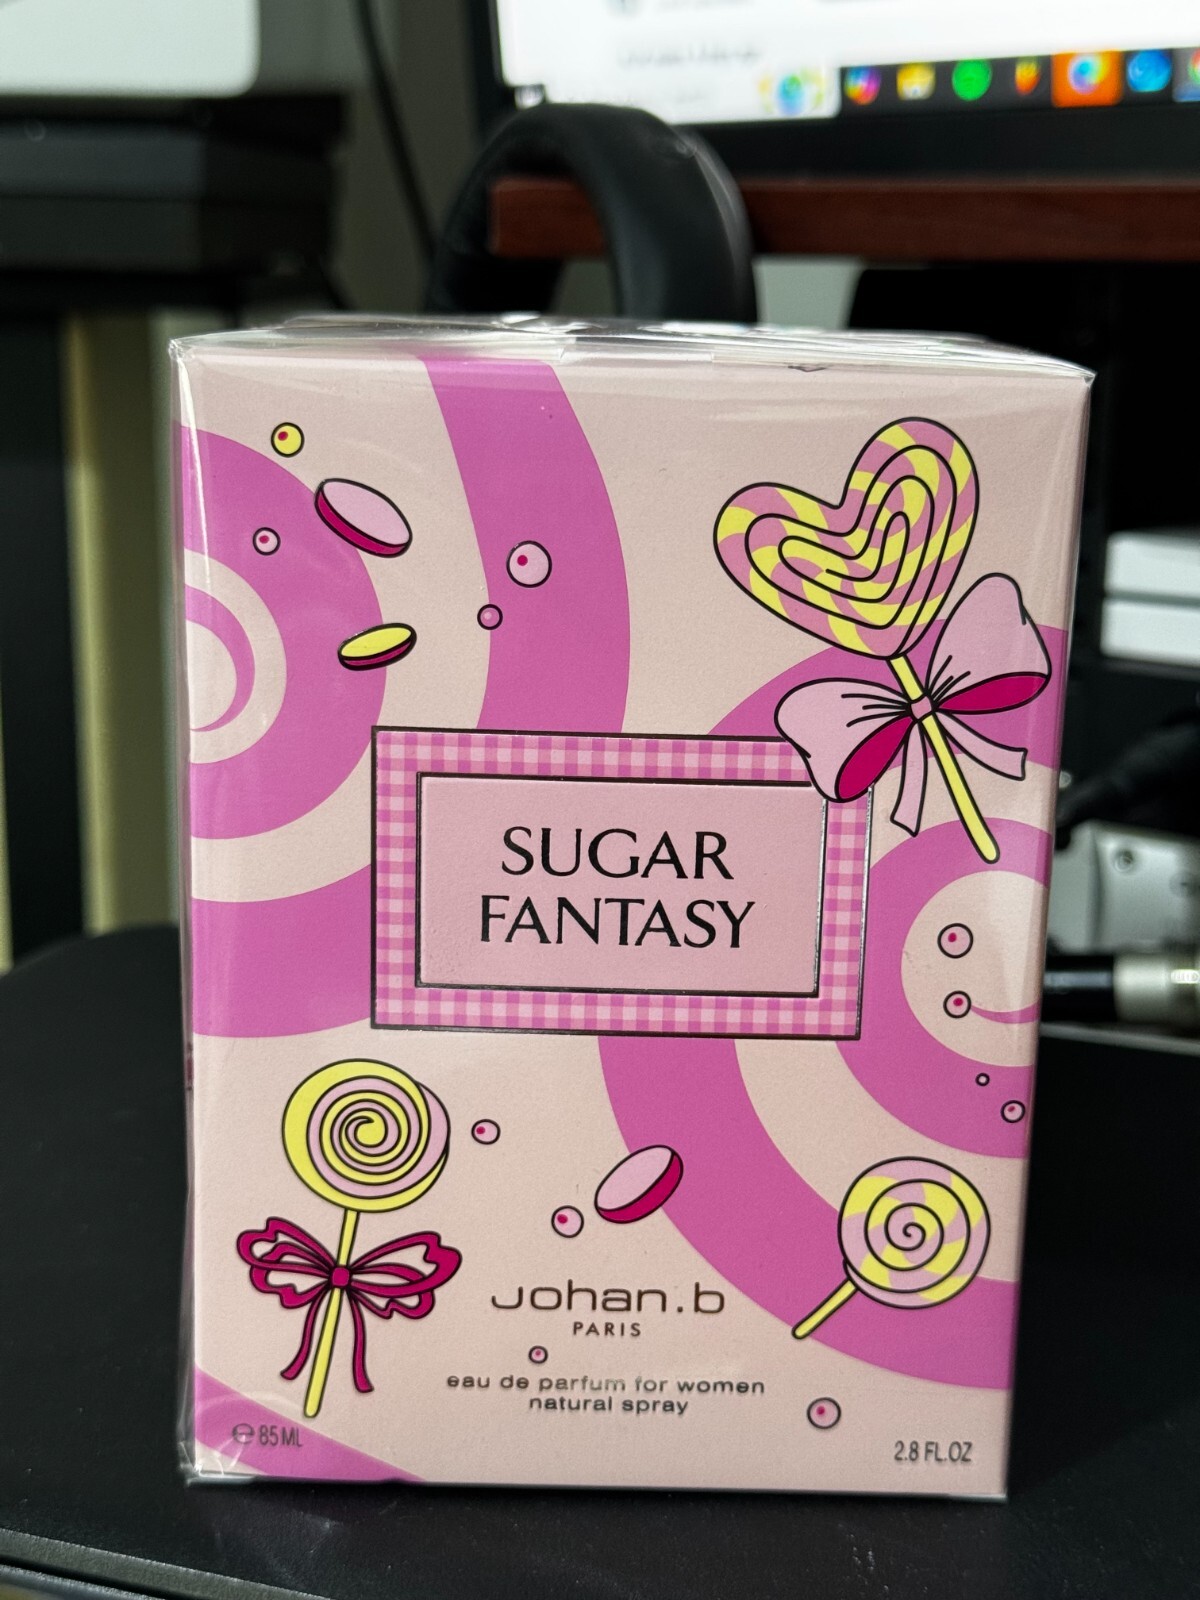 SUGAR
FANTASY
Johan.b
PARIS
eau de parfum for women
natural spray
℮ 85 ML
2.8 FL.OZ